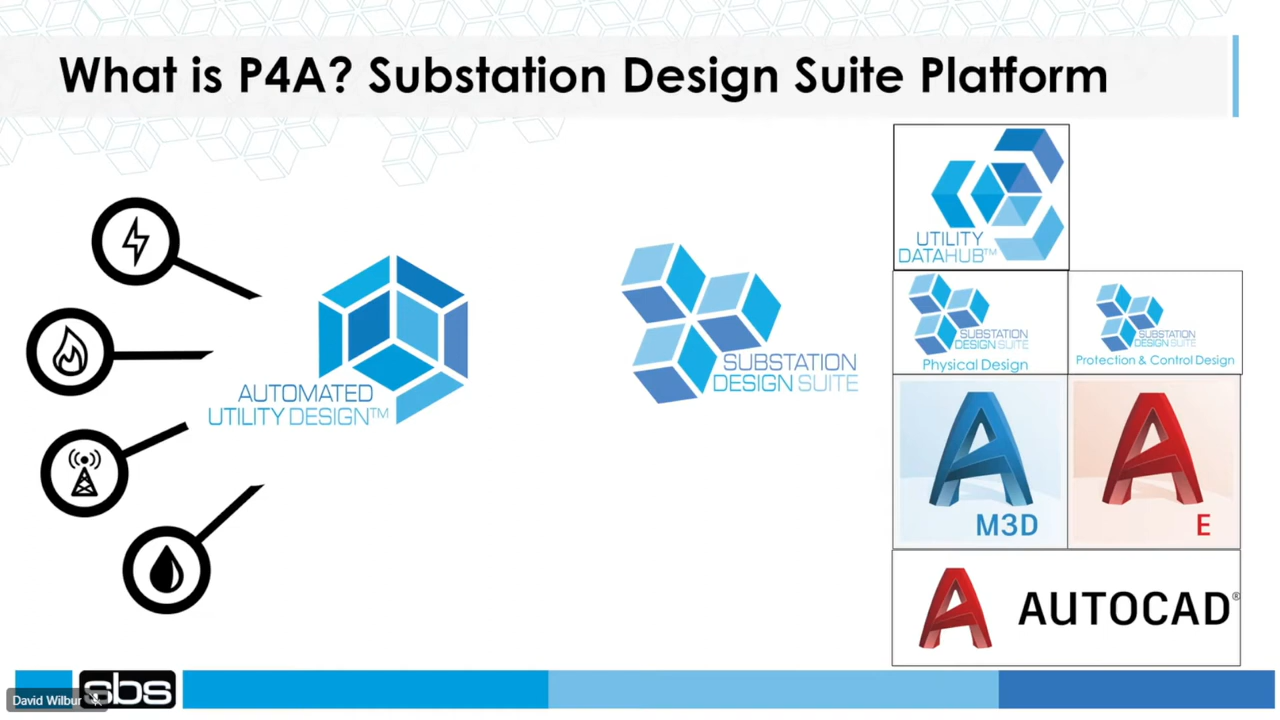 What is P4A? Substation Design Suite Platform
AUTOMATED
UTILITY DESIGN™
SUBSTATION
DESIGN SUITE
UTILITY
DATAHUB™
SUBSTATION
DESIGN SUITE
Physical Design
SUBSTATION
DESIGN SUITE
Protection & Control Design
M3D
E
AUTOCAD®
sbs
David Wilbur